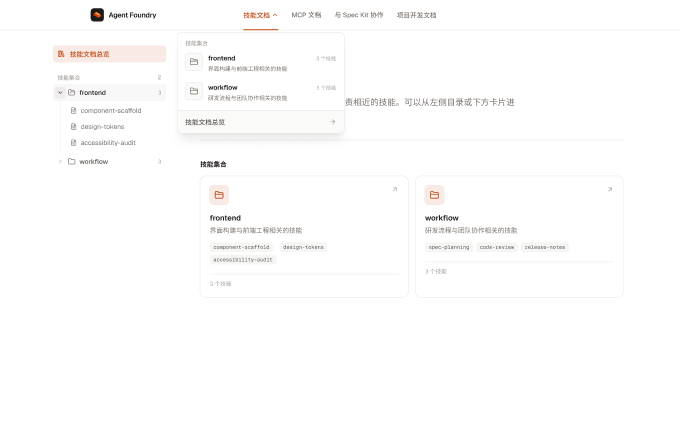 Agent Foundry
技能文档
MCP 文档
与 Spec Kit 协作
项目开发文档
技能文档总览
技能集合 2
frontend 3
component-scaffold
design-tokens
accessibility-audit
workflow 3
技能集合
frontend 3 个技能
界面构建与前端工程相关的技能
workflow 3 个技能
研发流程与团队协作相关的技能
技能文档总览
责相近的技能。可以从左侧目录或下方卡片进
技能集合
frontend
界面构建与前端工程相关的技能
component-scaffold design-tokens
accessibility-audit
3 个技能
workflow
研发流程与团队协作相关的技能
spec-planning code-review release-notes
3 个技能